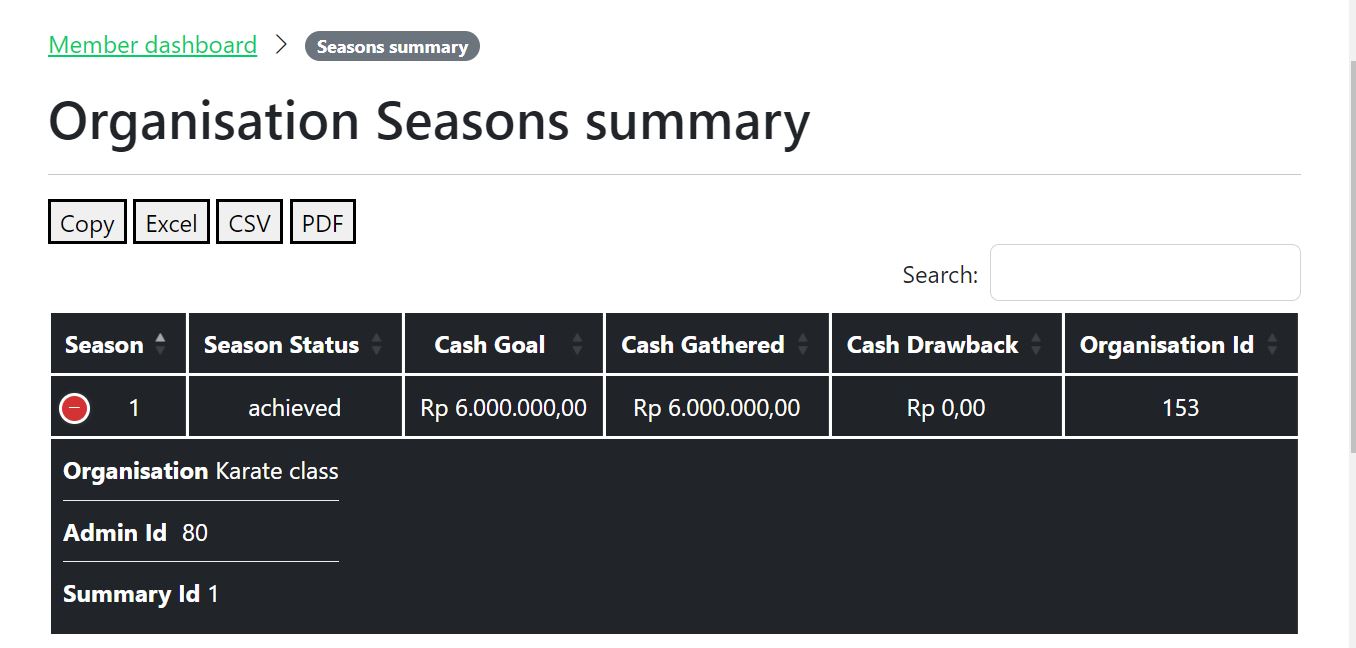 Member dashboard > Seasons summary
Organisation Seasons summary
Copy Excel CSV PDF
Search:
Season Season Status Cash Goal Cash Gathered Cash Drawback Organisation Id
1 achieved Rp 6.000.000,00 Rp 6.000.000,00 Rp 0,00 153
Organisation Karate class
Admin Id 80
Summary Id 1